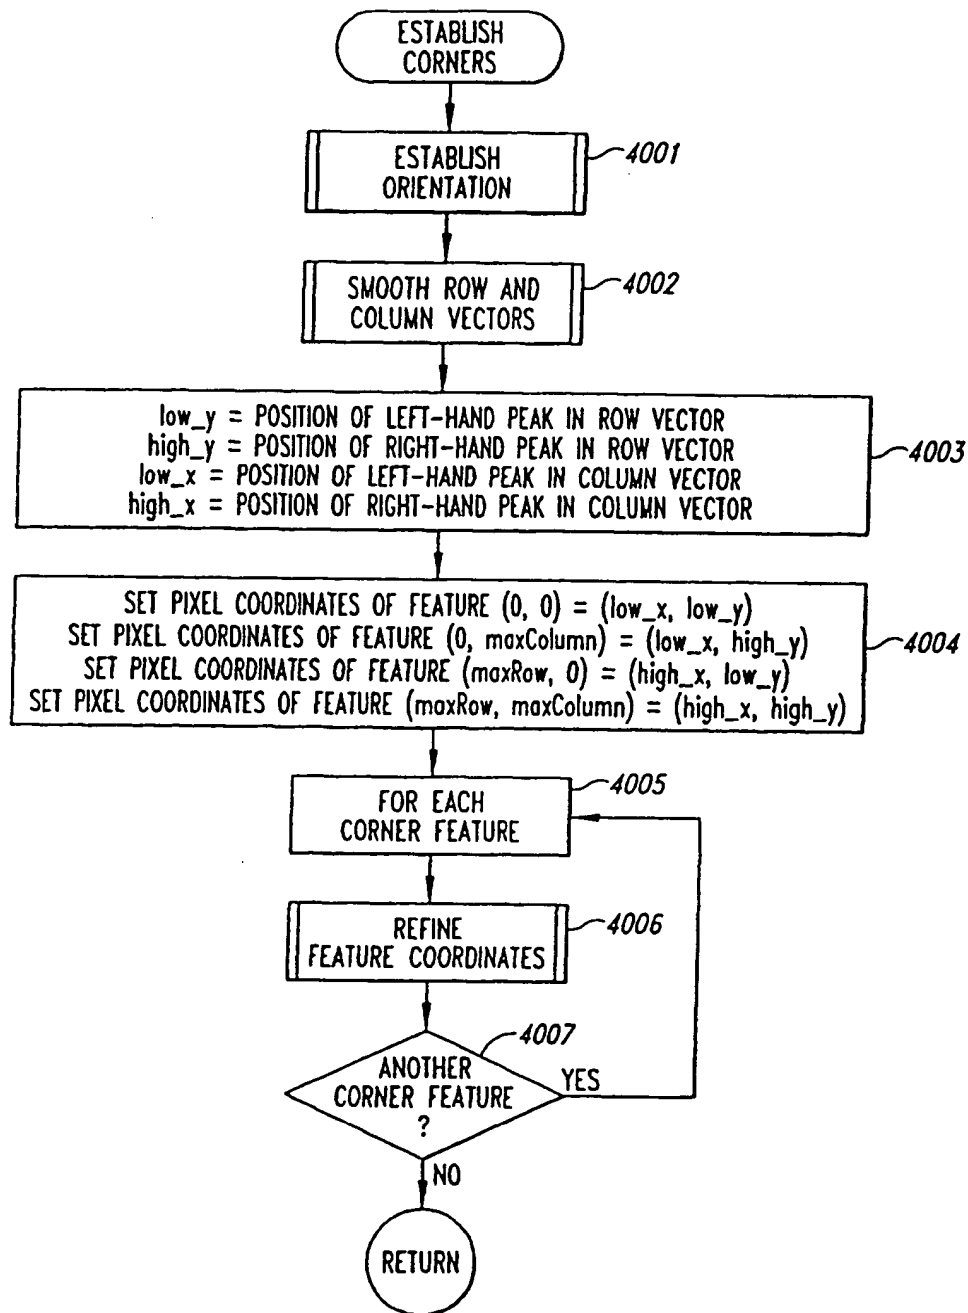 ESTABLISH
CORNERS
ESTABLISH
ORIENTATION
4001
SMOOTH ROW AND
COLUMN VECTORS
4002
low_y = POSITION OF LEFT-HAND PEAK IN ROW VECTOR
high_y = POSITION OF RIGHT-HAND PEAK IN ROW VECTOR
low_x = POSITION OF LEFT-HAND PEAK IN COLUMN VECTOR
high_x = POSITION OF RIGHT-HAND PEAK IN COLUMN VECTOR
4003
SET PIXEL COORDINATES OF FEATURE (0, 0) = (low_x, low_y)
SET PIXEL COORDINATES OF FEATURE (0, maxColumn) = (low_x, high_y)
SET PIXEL COORDINATES OF FEATURE (maxRow, 0) = (high_x, low_y)
SET PIXEL COORDINATES OF FEATURE (maxRow, maxColumn) = (high_x, high_y)
4004
4005
FOR EACH
CORNER FEATURE
REFINE
FEATURE COORDINATES
4006
4007
ANOTHER
CORNER FEATURE
?
YES
NO
RETURN